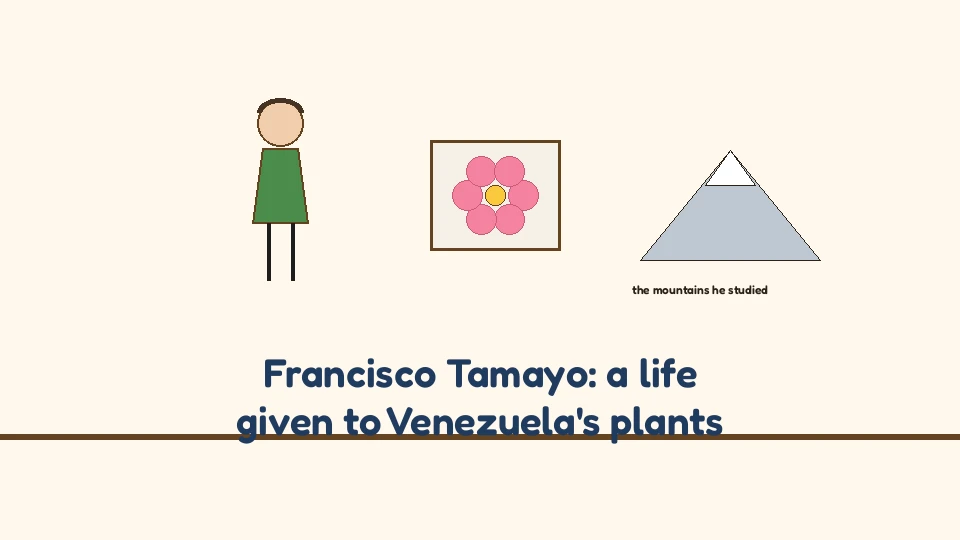 the mountains he studied
Francisco Tamayo: a life
given to Venezuela's plants